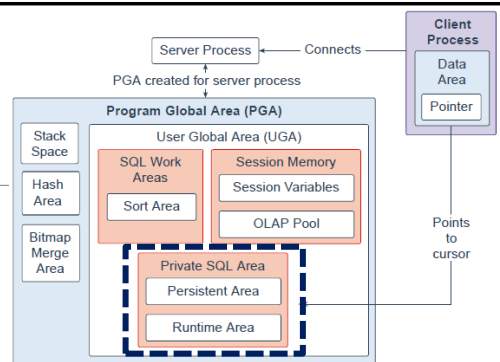 Client
Process
Server Process
Connects
Data
Area
Pointer
PGA created for server process
Program Global Area (PGA)
Stack
Space
Hash
Area
Bitmap
Merge
Area
User Global Area (UGA)
SQL Work
Areas
Sort Area
Session Memory
Session Variables
OLAP Pool
Private SQL Area
Persistent Area
Runtime Area
Points
to
cursor